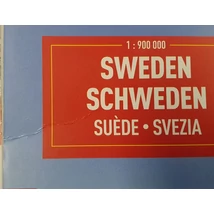 1 : 900 000
SWEDEN
SCHWEDEN
SUÈDE • SVEZIA